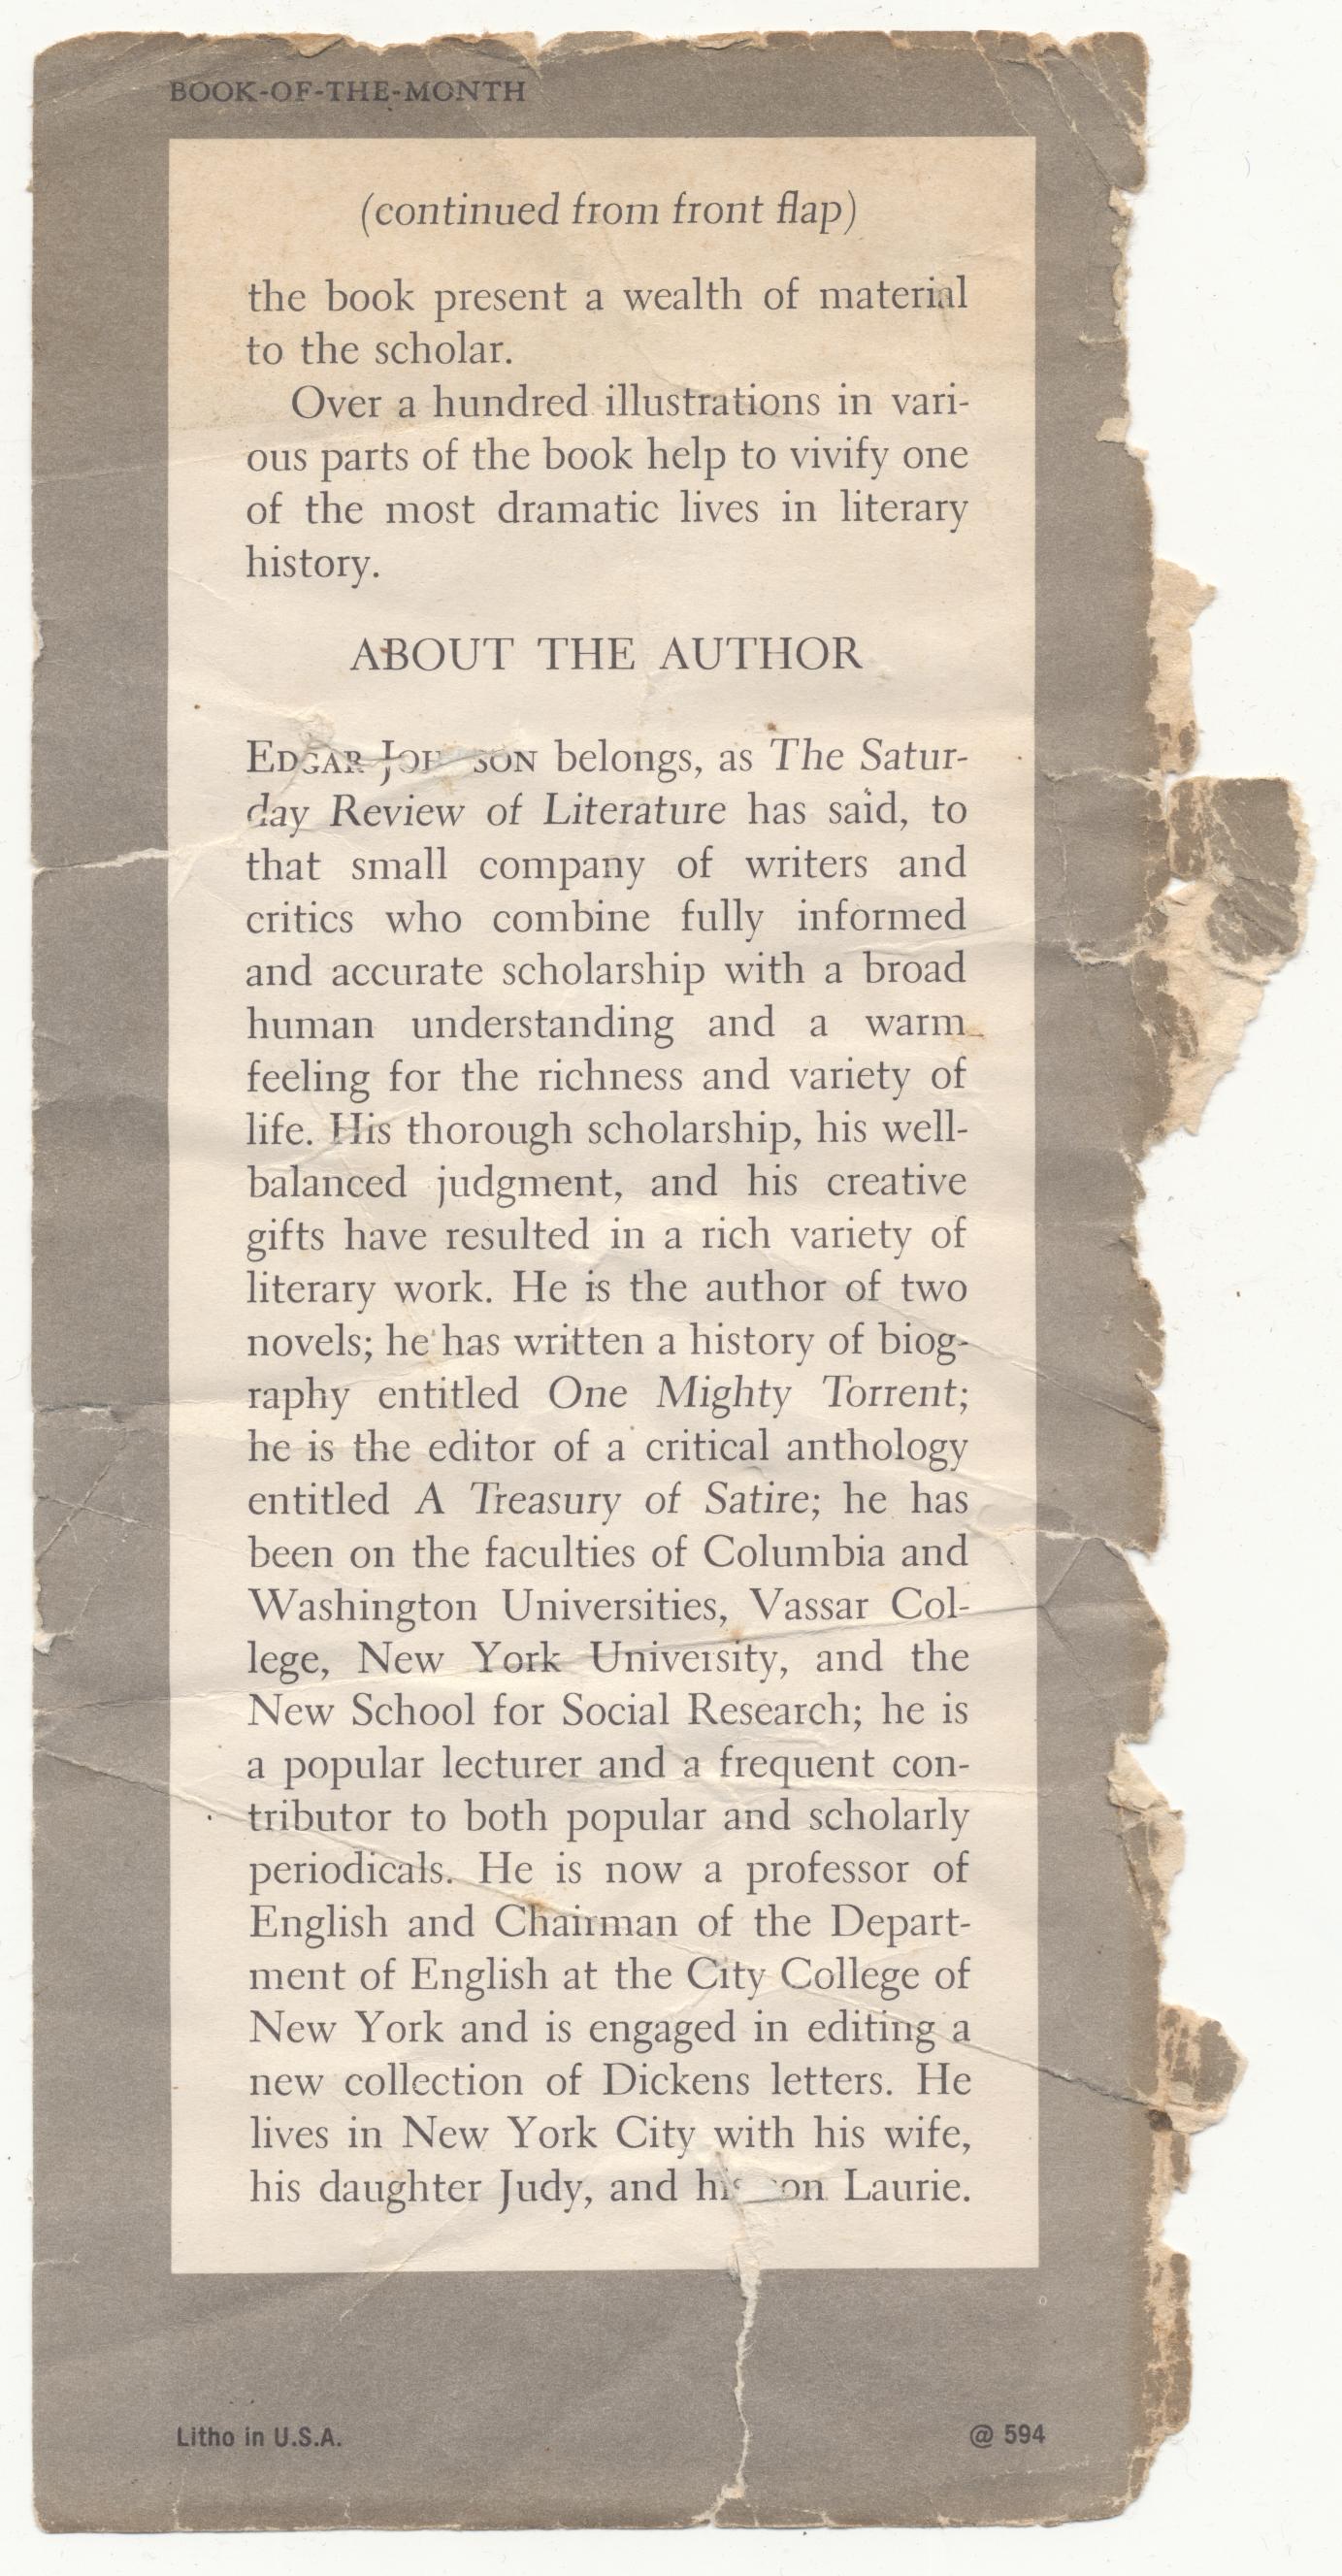 BOOK-OF-THE-MONTH
(continued from front flap)
the book present a wealth of material
to the scholar.
Over a hundred illustrations in vari-
ous parts of the book help to vivify one
of the most dramatic lives in literary
history.
ABOUT THE AUTHOR
EDGAR JOHNSON belongs, as The Satur-
day Review of Literature has said, to
that small company of writers and
critics who combine fully informed
and accurate scholarship with a broad
human understanding and a warm
feeling for the richness and variety of
life. His thorough scholarship, his well-
balanced judgment, and his creative
gifts have resulted in a rich variety of
literary work. He is the author of two
novels; he has written a history of biog-
raphy entitled One Mighty Torrent;
he is the editor of a critical anthology
entitled A Treasury of Satire; he has
been on the faculties of Columbia and
Washington Universities, Vassar Col-
lege, New York University, and the
New School for Social Research; he is
a popular lecturer and a frequent con-
tributor to both popular and scholarly
periodicals. He is now a professor of
English and Chairman of the Depart-
ment of English at the City College of
New York and is engaged in editing a
new collection of Dickens letters. He
lives in New York City with his wife,
his daughter Judy, and his son Laurie.
Litho in U.S.A.
@ 594